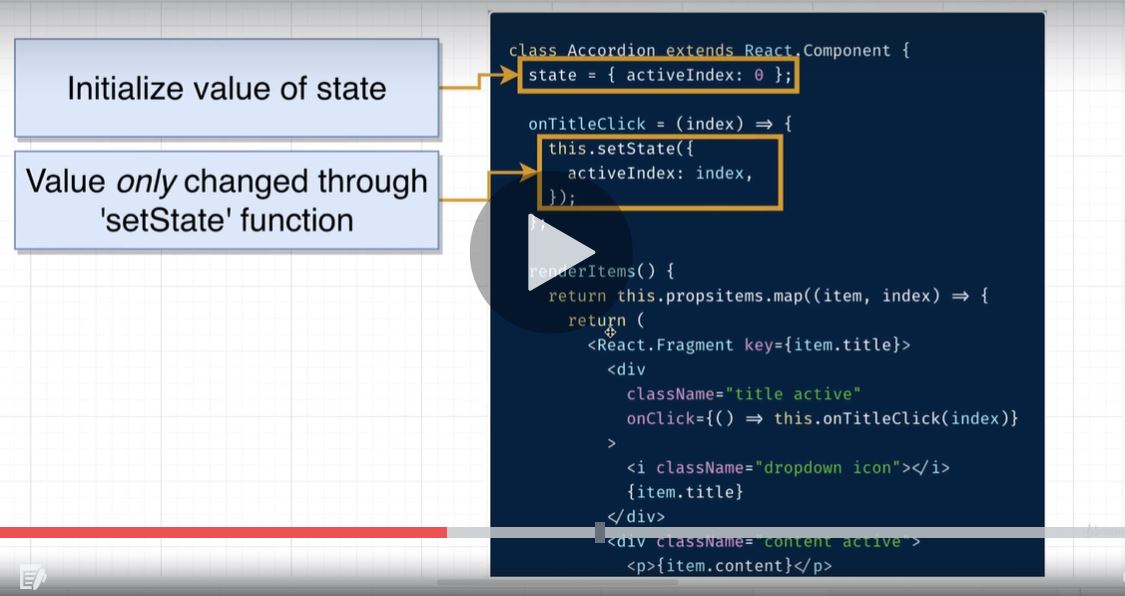 Initialize value of state
Value only changed through
'setState' function
class Accordion extends React.Component {
state = { activeIndex: 0 };
onTitleClick = (index) => {
this.setState({
activeIndex: index,
});
};
renderItems() {
return this.propsitems.map((item, index) => {
return (
<React.Fragment key={item.title}>
<div
className="title active"
onClick={() => this.onTitleClick(index)}
>
<i className="dropdown icon"></i>
{item.title}
</div>
<div className="content active">
<p>{item.content}</p>